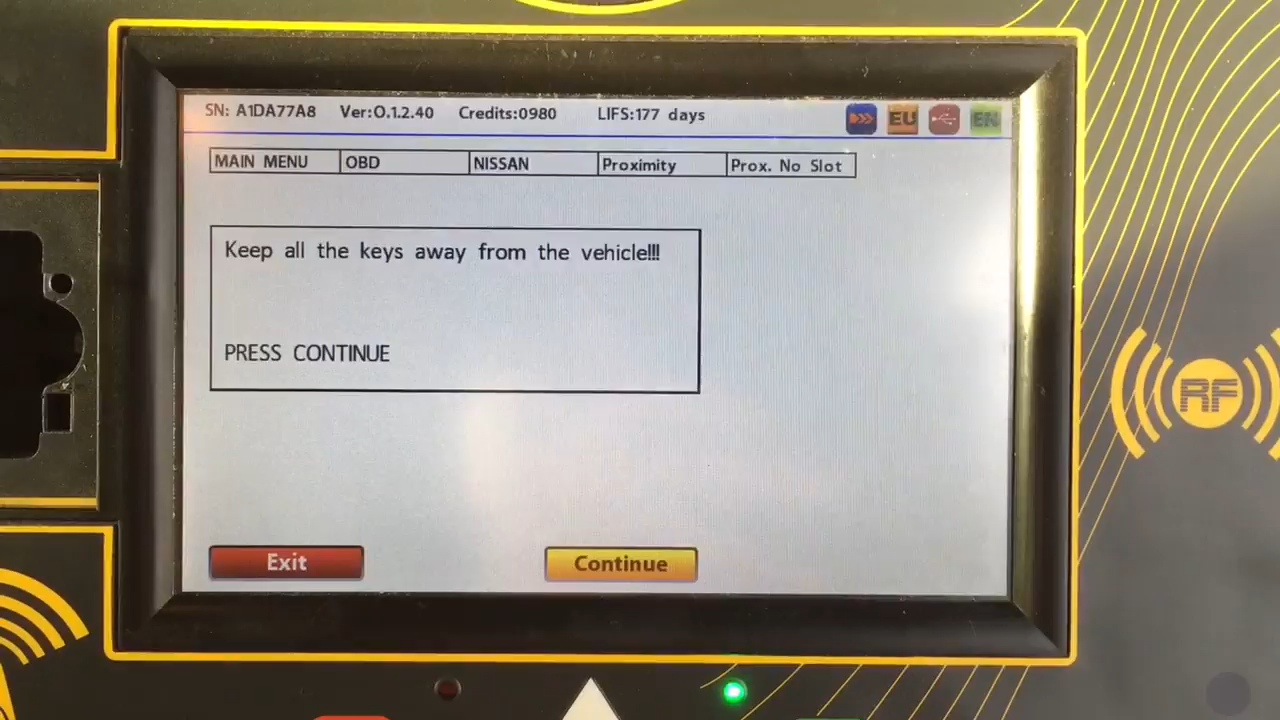 SN: A1DA77A8 Ver:O.1.2.40 Credits:0980 LIFS:177 days EU EN
MAIN MENU OBD NISSAN Proximity Prox. No Slot
Keep all the keys away from the vehicle!!!
PRESS CONTINUE
RF
Exit Continue